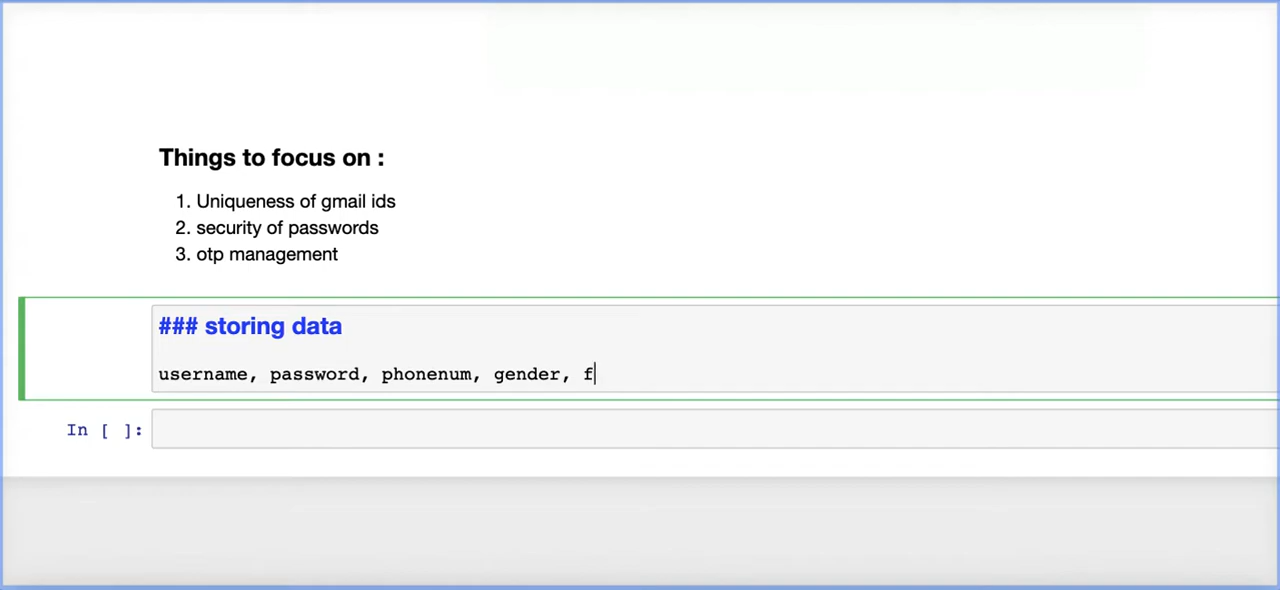 Things to focus on :
1. Uniqueness of gmail ids
2. security of passwords
3. otp management
### storing data
username, password, phonenum, gender, f
In [ ]: